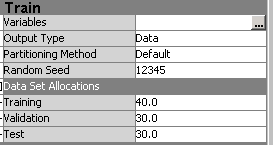 Train
Variables ...
Output Type Data
Partitioning Method Default
Random Seed 12345
Data Set Allocations
Training 40.0
Validation 30.0
Test 30.0